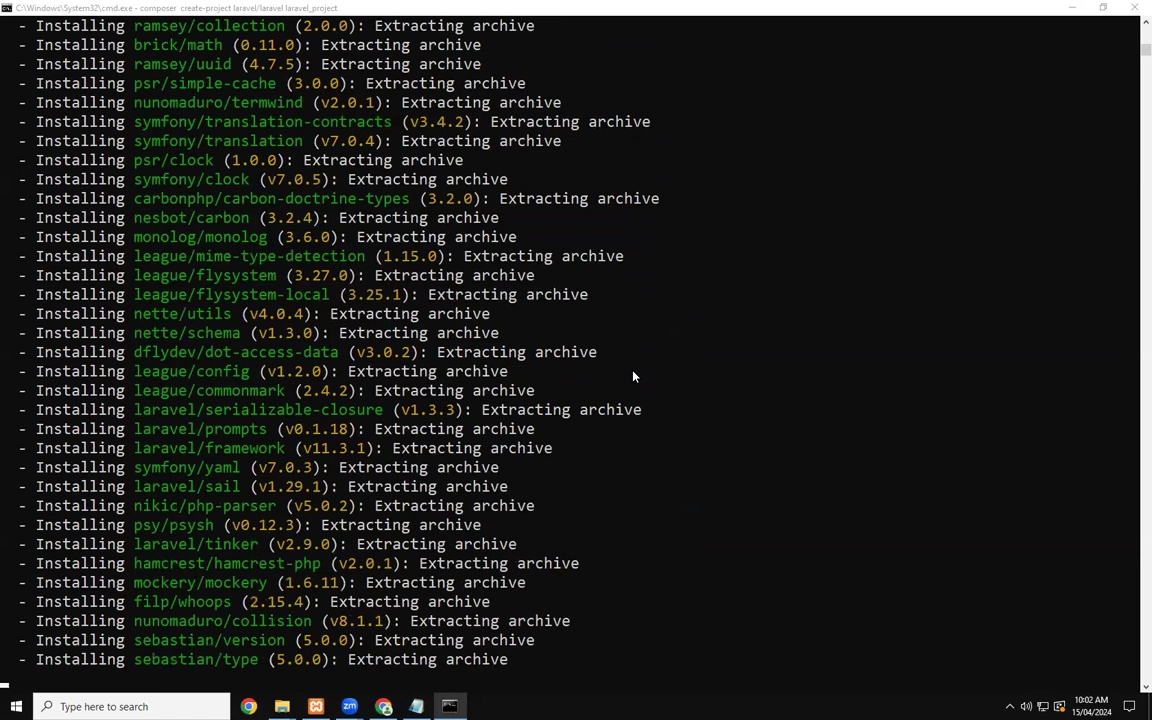 C:\Windows\System32\cmd.exe - composer create-project laravel/laravel laravel_project
- Installing ramsey/collection (2.0.0): Extracting archive
- Installing brick/math (0.11.0): Extracting archive
- Installing ramsey/uuid (4.7.5): Extracting archive
- Installing psr/simple-cache (3.0.0): Extracting archive
- Installing nunomaduro/termwind (v2.0.1): Extracting archive
- Installing symfony/translation-contracts (v3.4.2): Extracting archive
- Installing symfony/translation (v7.0.4): Extracting archive
- Installing psr/clock (1.0.0): Extracting archive
- Installing symfony/clock (v7.0.5): Extracting archive
- Installing carbonphp/carbon-doctrine-types (3.2.0): Extracting archive
- Installing nesbot/carbon (3.2.4): Extracting archive
- Installing monolog/monolog (3.6.0): Extracting archive
- Installing league/mime-type-detection (1.15.0): Extracting archive
- Installing league/flysystem (3.27.0): Extracting archive
- Installing league/flysystem-local (3.25.1): Extracting archive
- Installing nette/utils (v4.0.4): Extracting archive
- Installing nette/schema (v1.3.0): Extracting archive
- Installing dflydev/dot-access-data (v3.0.2): Extracting archive
- Installing league/config (v1.2.0): Extracting archive
- Installing league/commonmark (2.4.2): Extracting archive
- Installing laravel/serializable-closure (v1.3.3): Extracting archive
- Installing laravel/prompts (v0.1.18): Extracting archive
- Installing laravel/framework (v11.3.1): Extracting archive
- Installing symfony/yaml (v7.0.3): Extracting archive
- Installing laravel/sail (v1.29.1): Extracting archive
- Installing nikic/php-parser (v5.0.2): Extracting archive
- Installing psy/psysh (v0.12.3): Extracting archive
- Installing laravel/tinker (v2.9.0): Extracting archive
- Installing hamcrest/hamcrest-php (v2.0.1): Extracting archive
- Installing mockery/mockery (1.6.11): Extracting archive
- Installing filp/whoops (2.15.4): Extracting archive
- Installing nunomaduro/collision (v8.1.1): Extracting archive
- Installing sebastian/version (5.0.0): Extracting archive
- Installing sebastian/type (5.0.0): Extracting archive
Type here to search
zm
10:02 AM
15/04/2024